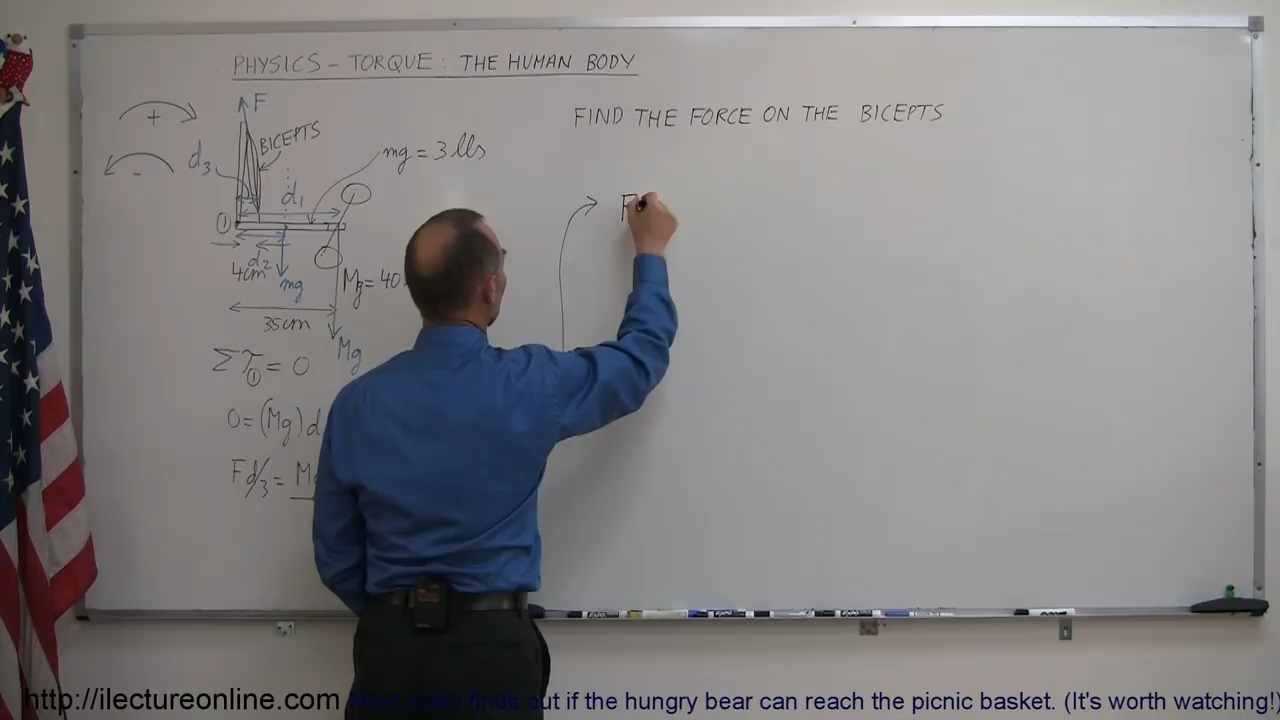 PHYSICS - TORQUE: THE HUMAN BODY
FIND THE FORCE ON THE BICEPTS
+
-
F
BICEPTS
d3
d1
mg = 3 lbs
①
d2
4cm
mg
Mg = 40
35cm
Mg
Στ① = 0
0 = (Mg) d
F d3 = M
F
http://ilectureonline.com Next video finds out if the hungry bear can reach the picnic basket. (It's worth watching!)